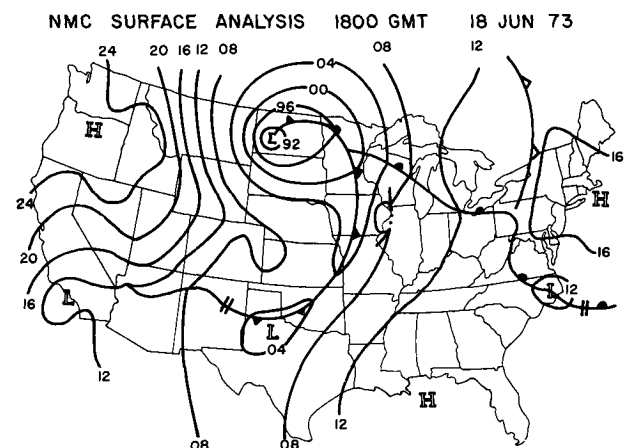 NMC SURFACE ANALYSIS 1800 GMT 18 JUN 73
24 20 16 12 08 04 08 12
00
96
H L 92
16
24 H
20 16
16 L L 12
L
04
12 H
12
08 08